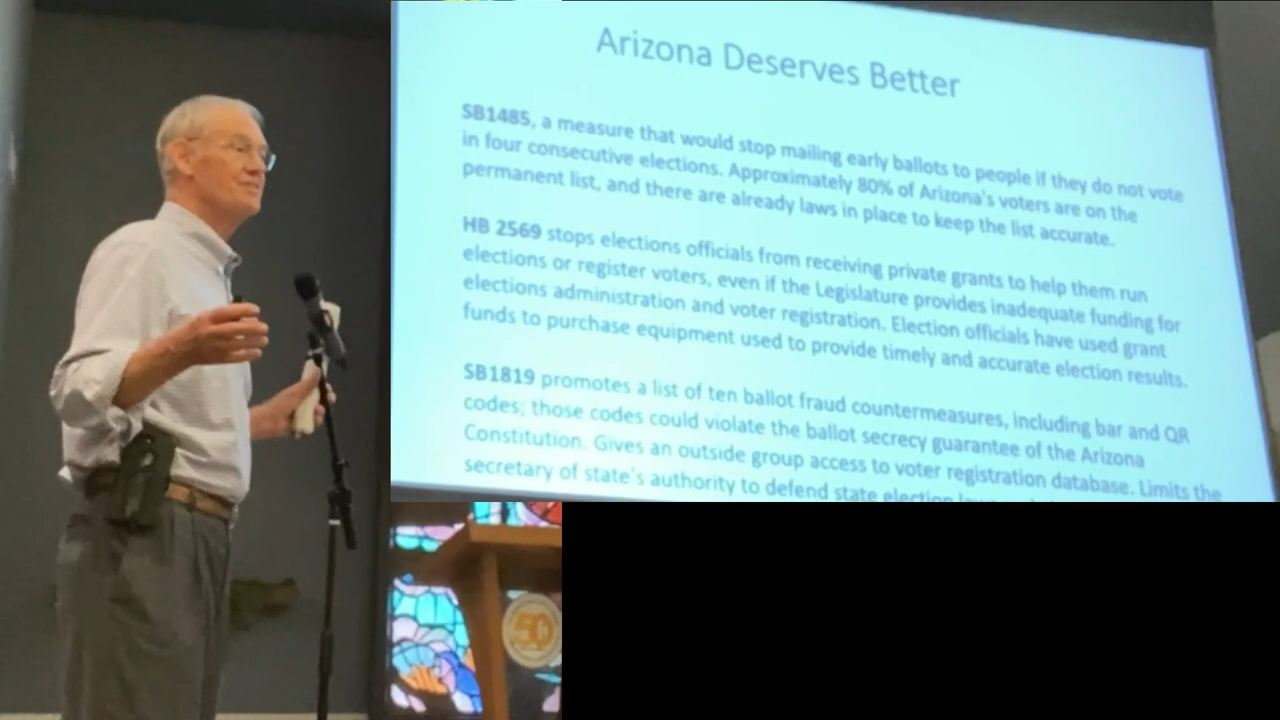 Arizona Deserves Better
SB1485, a measure that would stop mailing early ballots to people if they do not vote
in four consecutive elections. Approximately 80% of Arizona's voters are on the
permanent list, and there are already laws in place to keep the list accurate.
HB 2569 stops elections officials from receiving private grants to help them run
elections or register voters, even if the Legislature provides inadequate funding for
elections administration and voter registration. Election officials have used grant
funds to purchase equipment used to provide timely and accurate election results.
SB1819 promotes a list of ten ballot fraud countermeasures, including bar and QR
codes; those codes could violate the ballot secrecy guarantee of the Arizona
Constitution. Gives an outside group access to voter registration database. Limits the
secretary of state's authority to defend state election
50